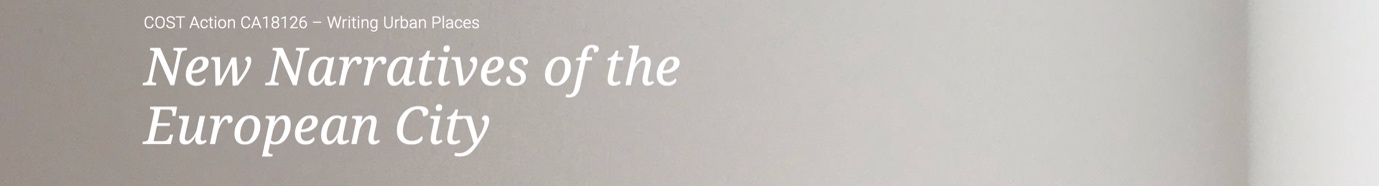 COST Action CA18126 – Writing Urban Places
New Narratives of the
European City